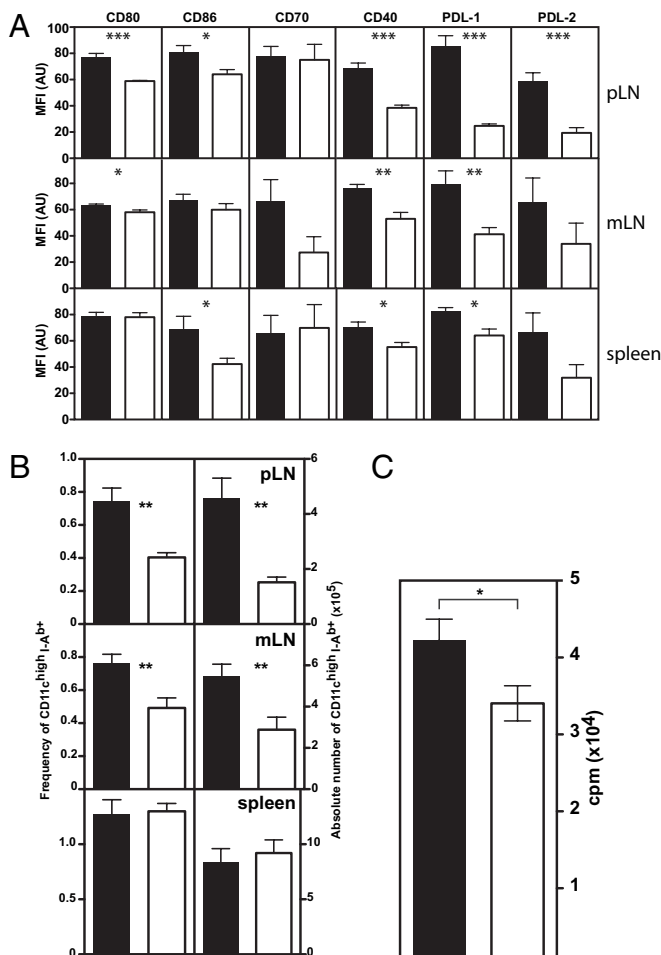 A
CD80 CD86 CD70 CD40 PDL-1 PDL-2
*** * *** *** ***
MFI (AU)
80
60
40
20
0
pLN
* ** **
MFI (AU)
80
60
40
0
mLN
* * *
MFI (AU)
80
60
40
20
0
spleen
B
Frequency of CD11c^high I-A^b+
Absolute number of CD11c^high I-A^b+ (x10^5)
pLN
1.0
0.8
0.4
0.2
0
** **
6
4
2
0
mLN
0.8
0.6
0.4
0.2
0
** **
6
4
2
0
spleen
1.0
0.5
0
10
5
0
C
*
5
4
3
2
1
cpm (x10^4)